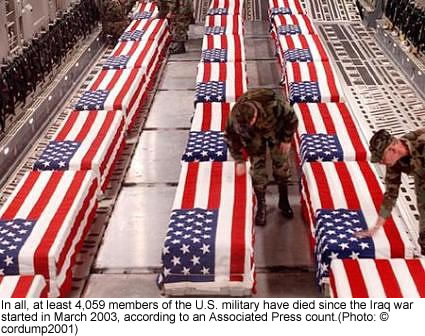 In all, at least 4,059 members of the U.S. military have died since the Iraq war
started in March 2003, according to an Associated Press count.(Photo: ©
cordump2001)